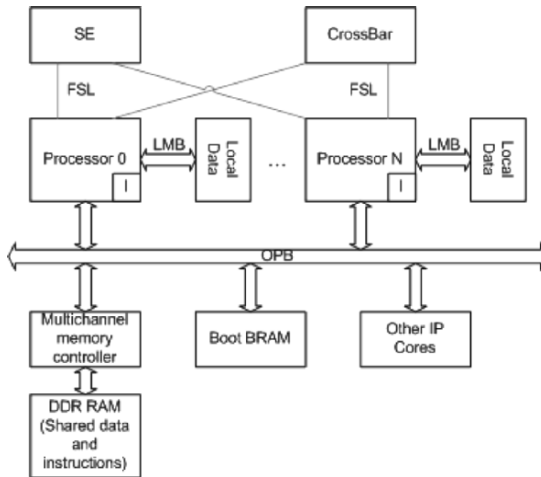 SE
CrossBar
FSL
FSL
Processor 0
I
LMB
Local
Data
...
Processor N
I
LMB
Local
Data
OPB
Multichannel
memory
controller
Boot BRAM
Other IP
Cores
DDR RAM
(Shared data
and
instructions)